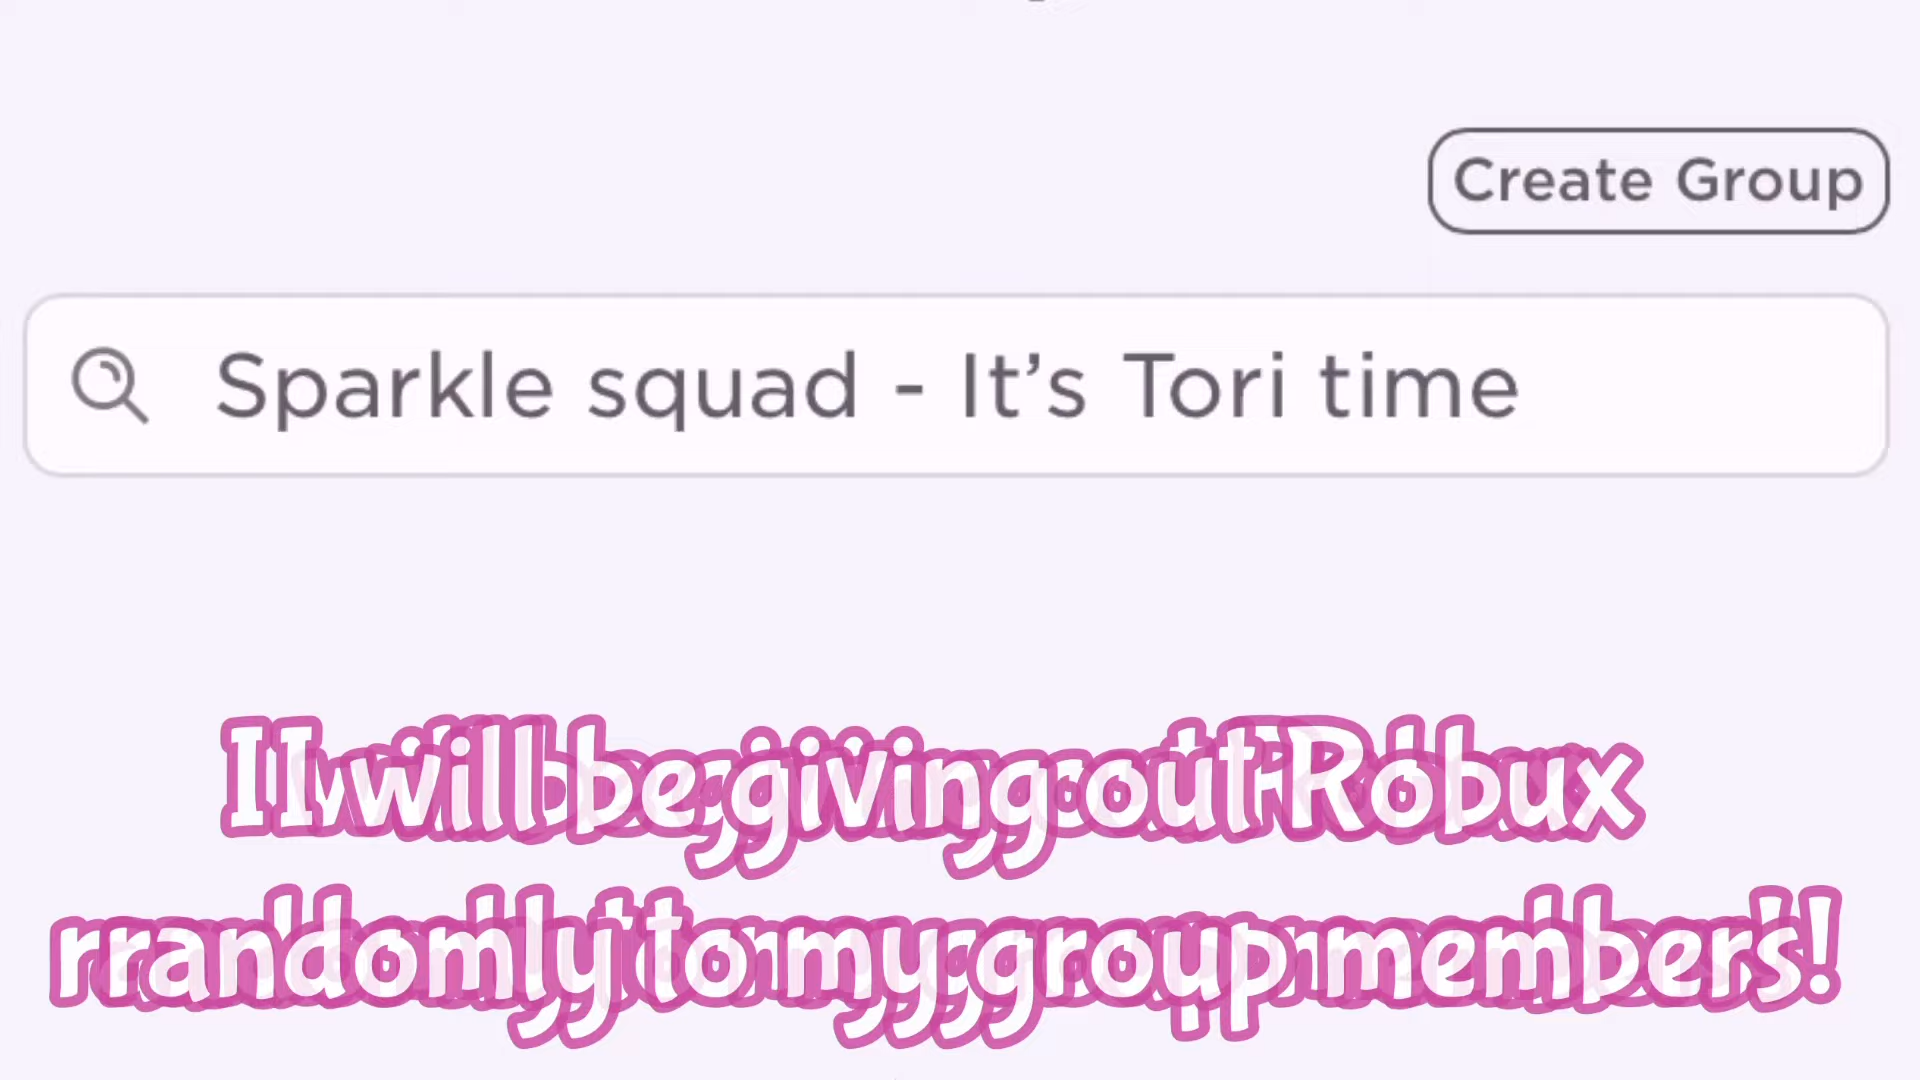 Create Group
Sparkle squad - It’s Tori time
I will be giving out Robux
randomly to my group members!